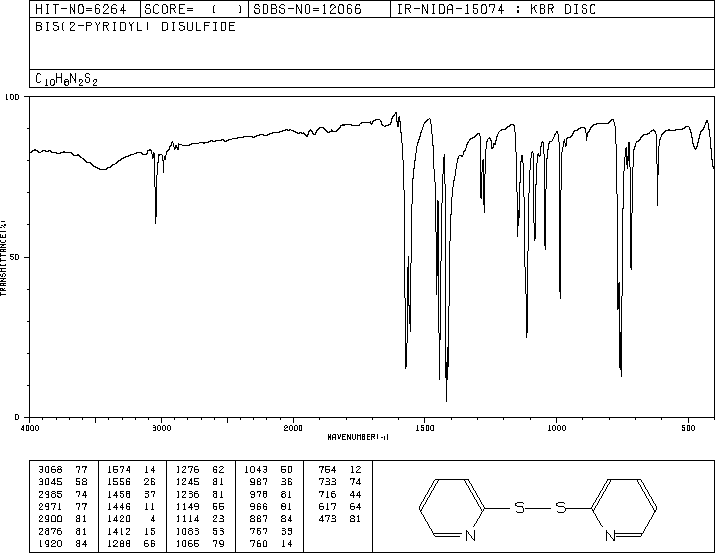 HIT-NO=6264 SCORE= ( ) SDBS-NO=12066 IR-NIDA-15074 : KBR DISC
BIS(2-PYRIDYL) DISULFIDE
C10H8N2S2
100
50
0
TRANSMITTANCE(%)
4000 3000 2000 1500 1000 500
WAVENUMBER(-1)
3068 77 1574 14 1276 62 1043 50 754 12
3045 58 1556 26 1245 81 987 36 733 74
2985 74 1458 37 1236 81 978 81 716 44
2971 77 1446 11 1149 55 966 81 617 64
2900 81 1420 4 1114 23 887 84 473 81
2876 81 1412 15 1083 53 767 39
1920 84 1288 66 1065 79 760 14
S S
N N